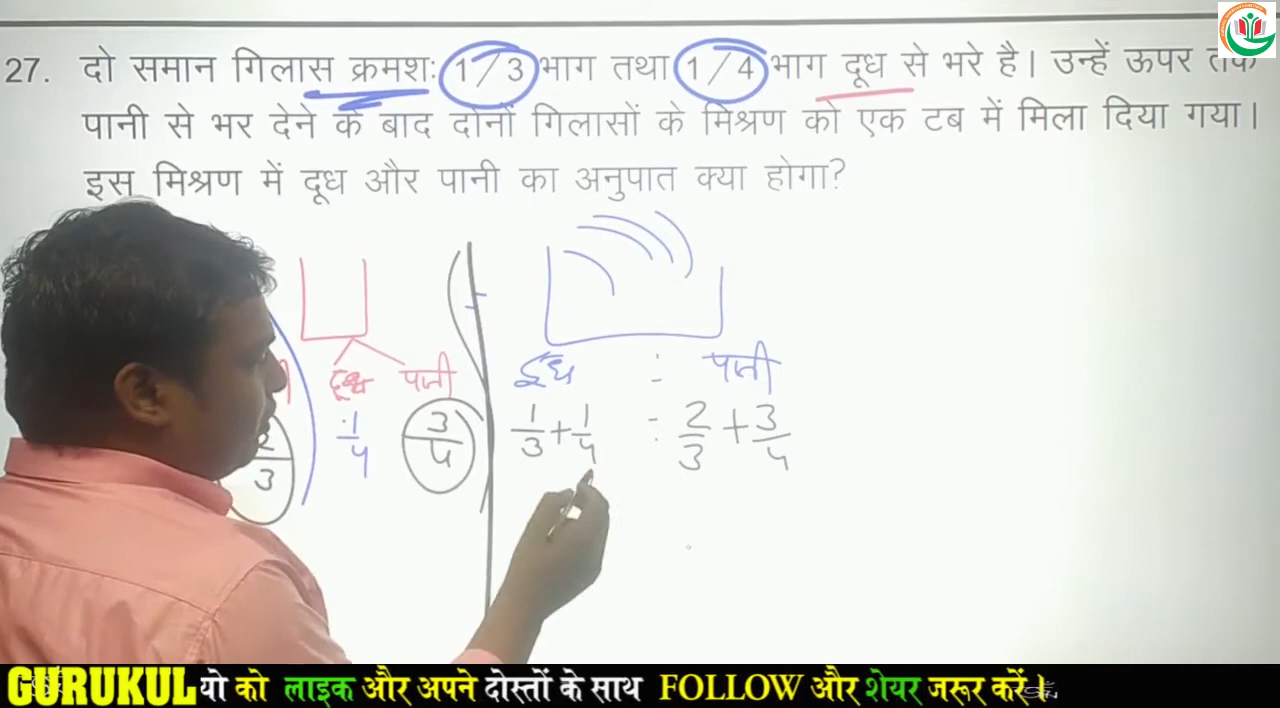 27. दो समान गिलास क्रमशः 1/3 भाग तथा 1/4 भाग दूध से भरे है। उन्हें ऊपर तक
पानी से भर देने के बाद दोनों गिलासों के मिश्रण को एक टब में मिला दिया गया।
इस मिश्रण में दूध और पानी का अनुपात क्या होगा?
दूध पानी
दूध : पानी
2/3
1/4 3/4
1/3 + 1/4 : 2/3 + 3/4
GURUKUL यो को लाइक और अपने दोस्तों के साथ FOLLOW और शेयर जरूर करें।